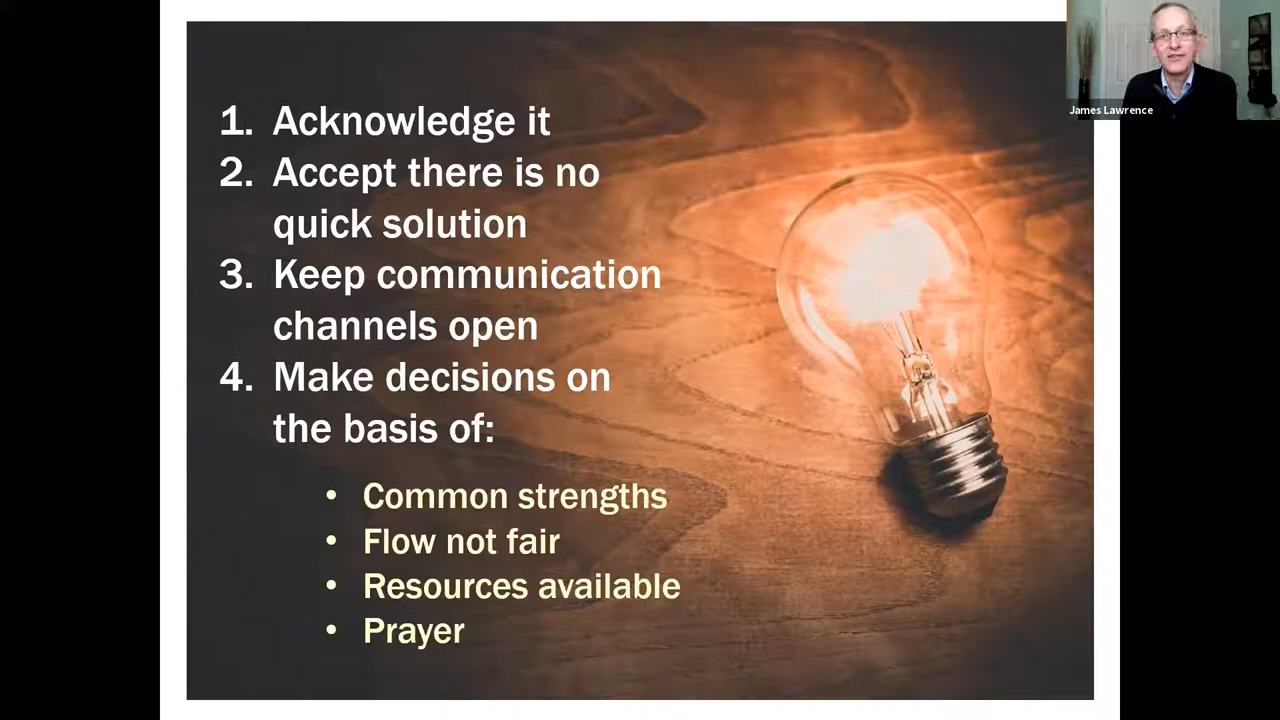 James Lawrence
1. Acknowledge it
2. Accept there is no
quick solution
3. Keep communication
channels open
4. Make decisions on
the basis of:
• Common strengths
• Flow not fair
• Resources available
• Prayer